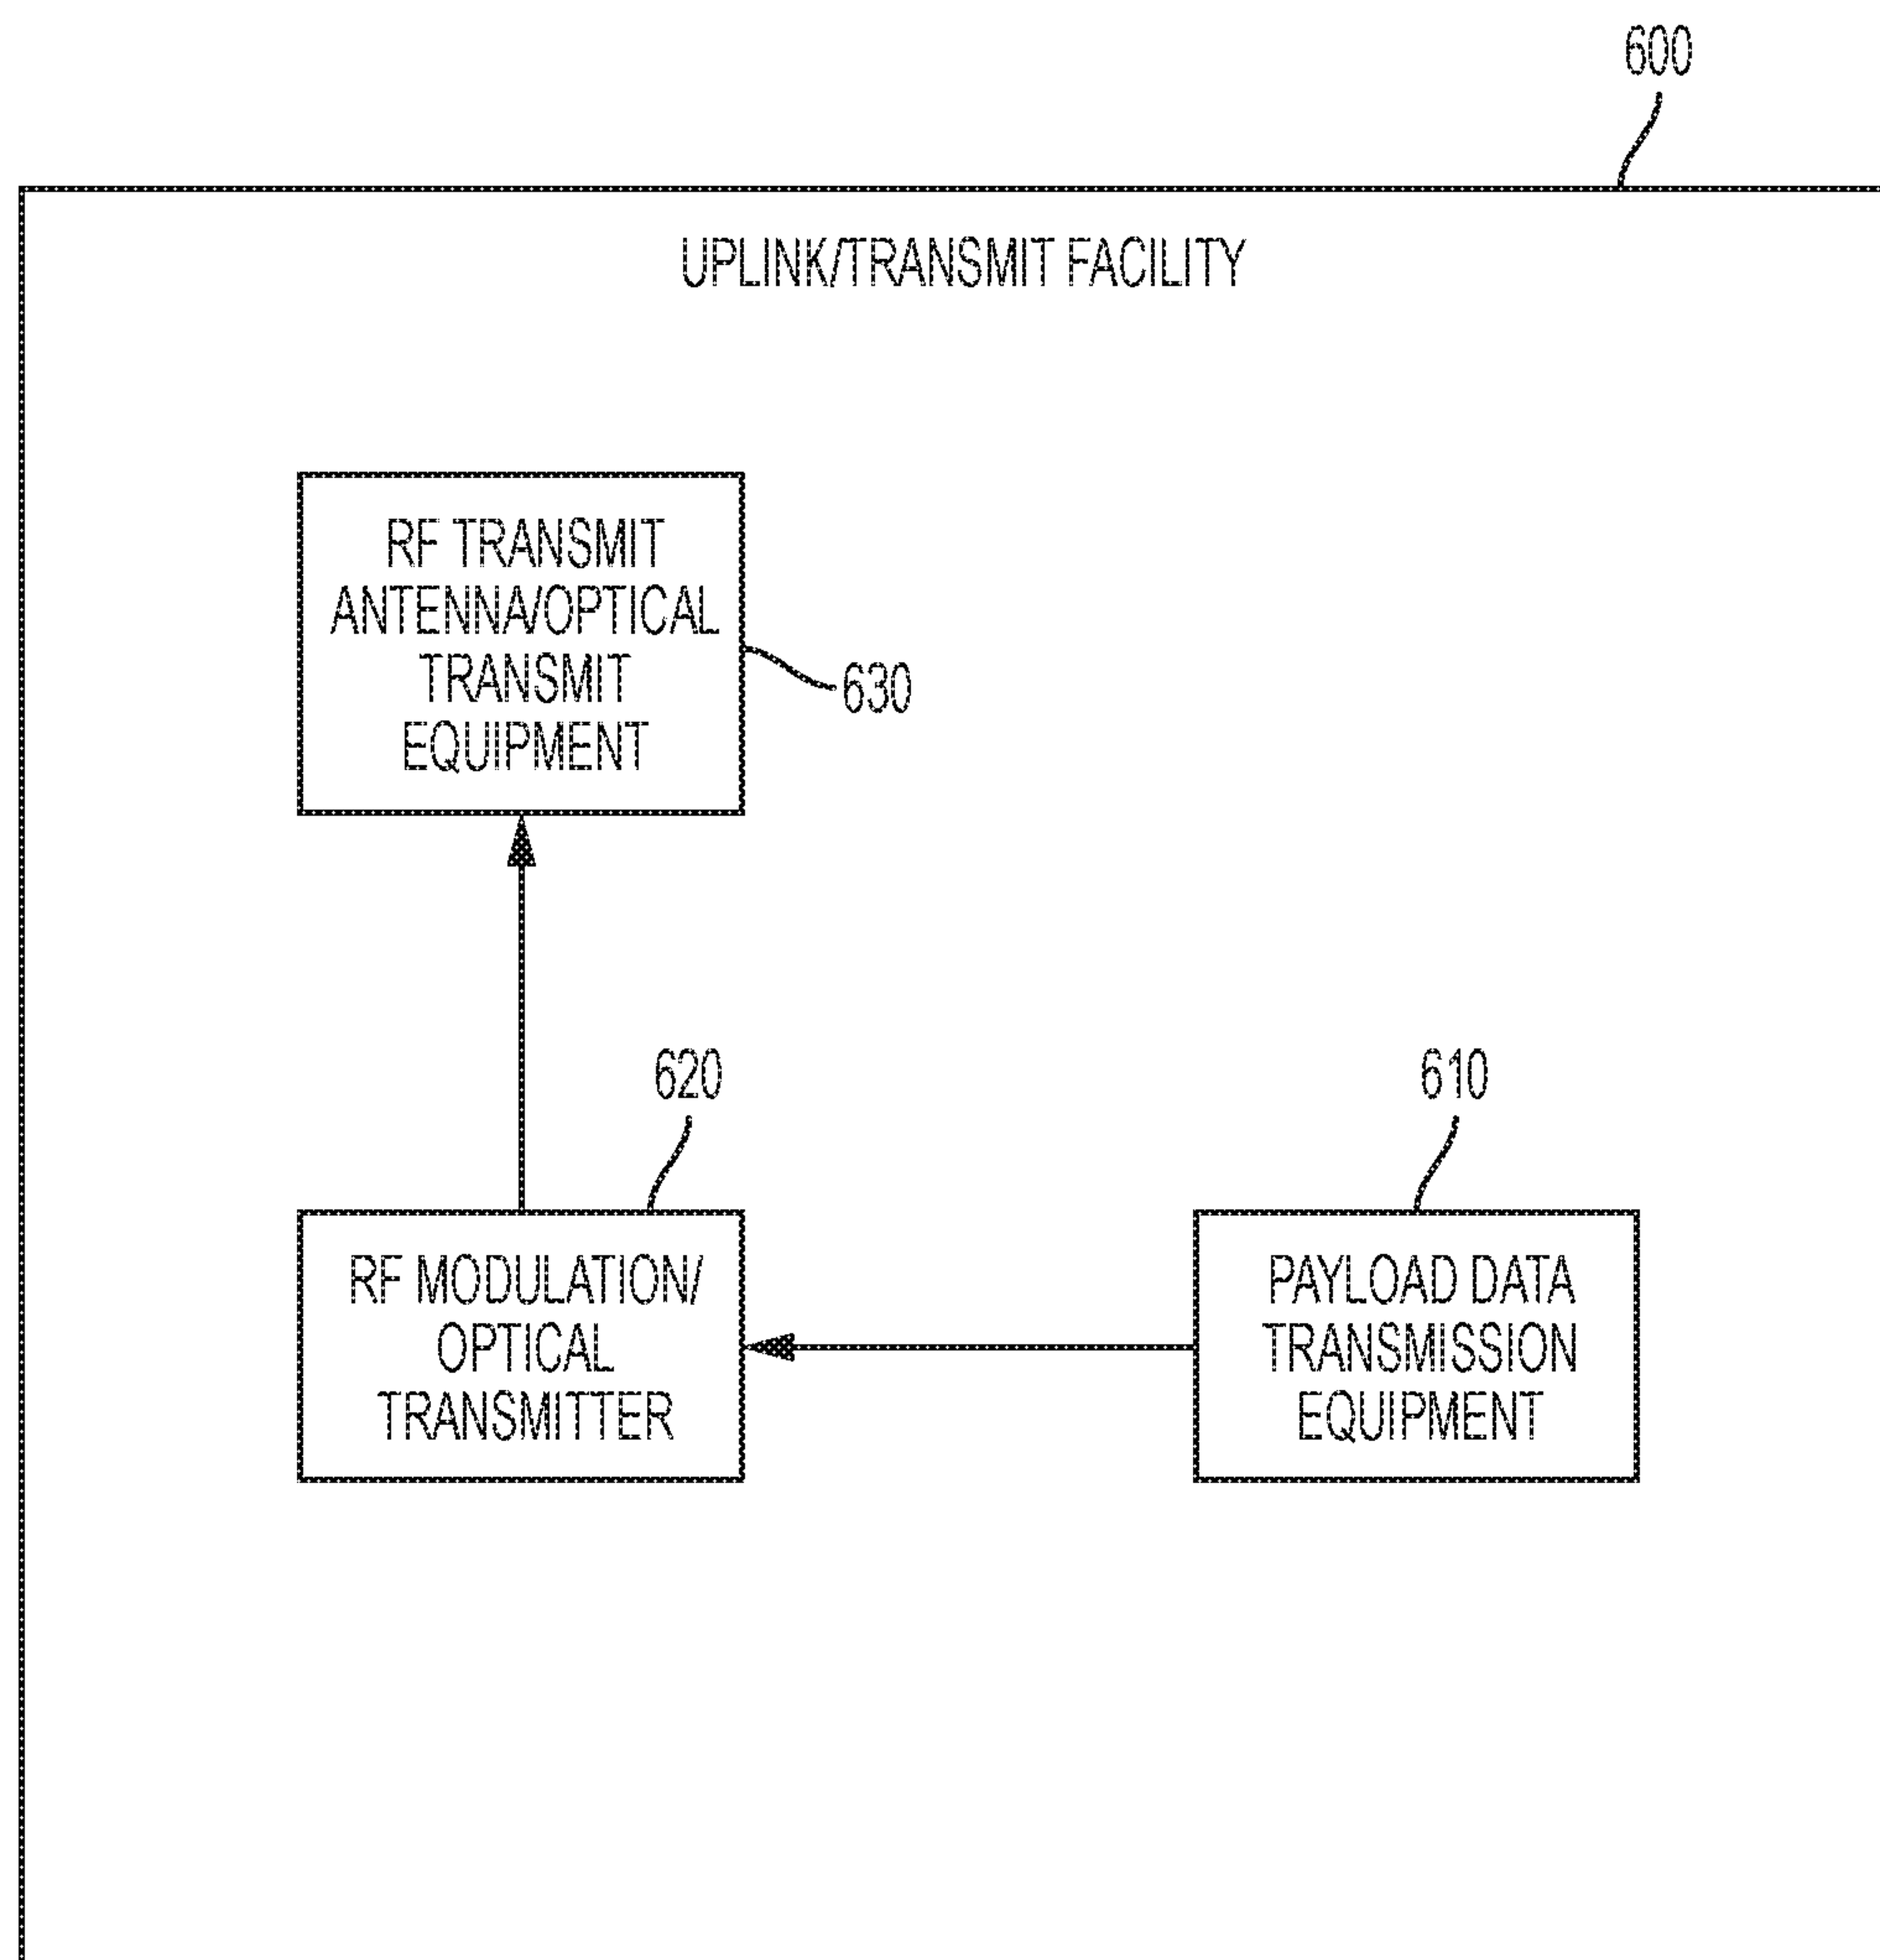 600
UPLINK/TRANSMIT FACILITY
RF TRANSMIT
ANTENNA/OPTICAL
TRANSMIT
EQUIPMENT
630
620
610
RF MODULATION/
OPTICAL
TRANSMITTER
PAYLOAD DATA
TRANSMISSION
EQUIPMENT